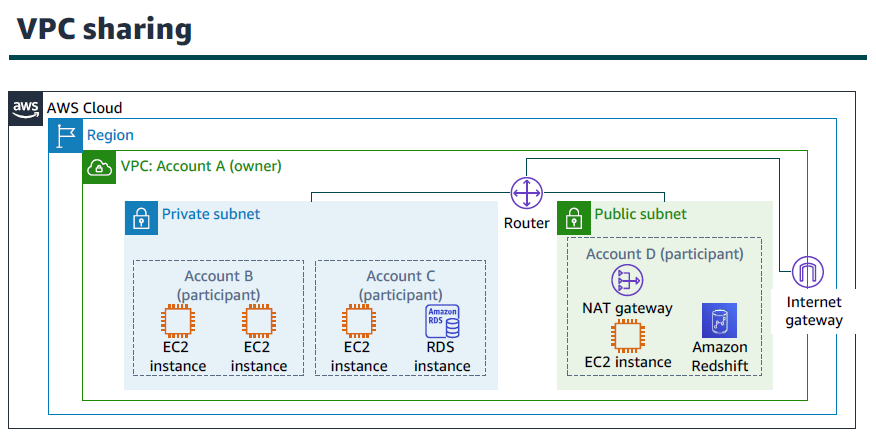 VPC sharing
aws
AWS Cloud
Region
VPC: Account A (owner)
Private subnet
Router
Public subnet
Account B
(participant)
EC2
instance
EC2
instance
Account C
(participant)
EC2
instance
Amazon
RDS
RDS
instance
Account D (participant)
NAT gateway
EC2 instance
Amazon
Redshift
Internet
gateway